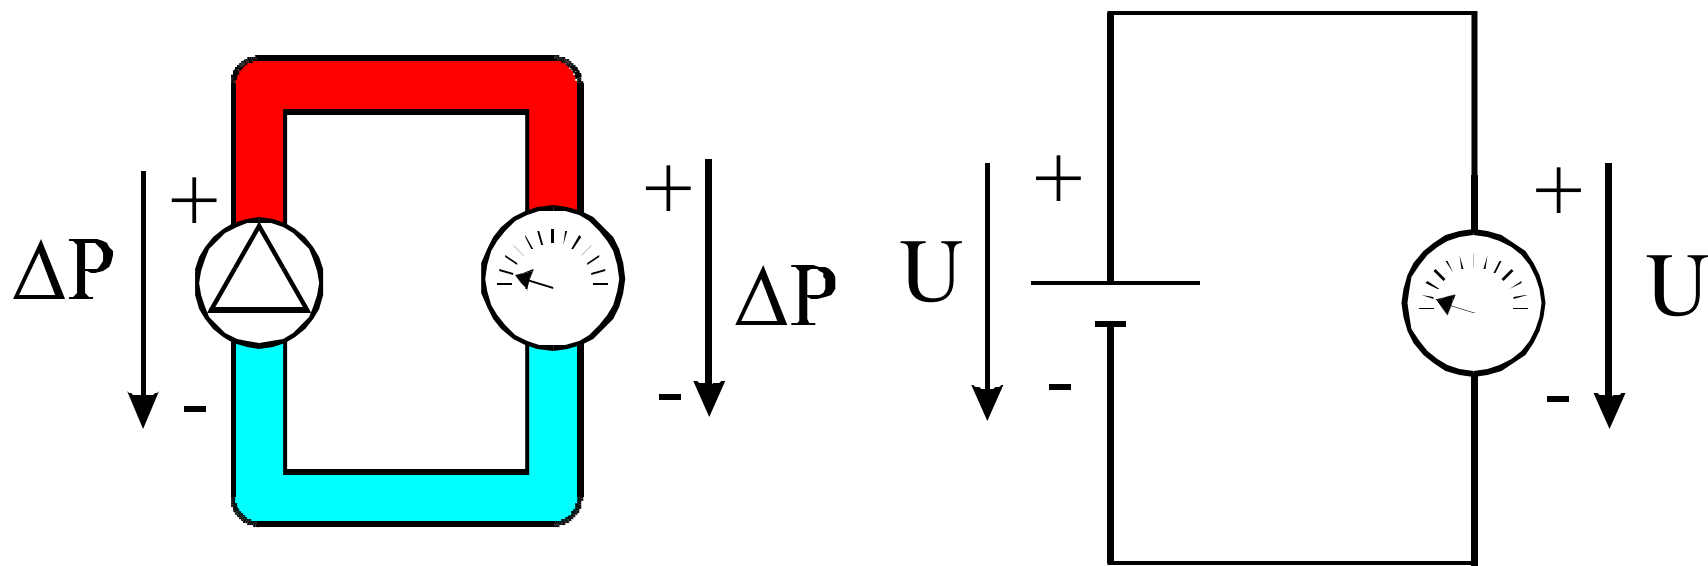 + + + +
ΔP ΔP U U
- - - -